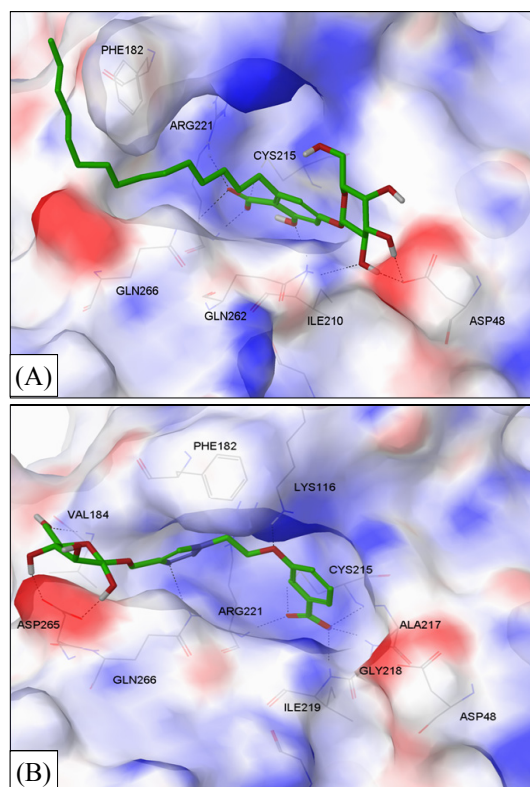 PHE182
ARG221
CYS215
GLN266
GLN262
ILE210
ASP48
(A)
PHE182
LYS116
VAL184
CYS215
ARG221
ALA217
ASP265
GLY218
GLN266
ILE219
ASP48
(B)